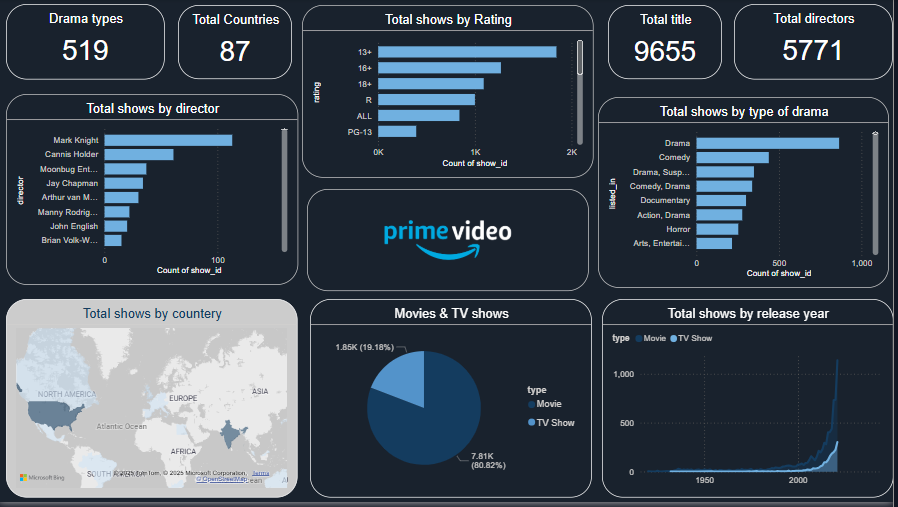 Drama types
519
Total Countries
87
Total shows by Rating
rating
13+
16+
18+
R
ALL
PG-13
0K
1K
2K
Count of show_id
Total title
9655
Total directors
5771
Total shows by director
director
Mark Knight
Cannis Holder
Moonbug Ent...
Jay Chapman
Arthur van M...
Manny Rodrig...
John English
Brian Volk-W...
0
100
Count of show_id
prime video
Total shows by type of drama
listed_in
Drama
Comedy
Drama, Susp...
Comedy, Drama
Documentary
Action, Drama
Horror
Arts, Entertai...
0
500
1,000
Count of show_id
Total shows by countery
NORTH AMERICA
EUROPE
ASIA
Atlantic Ocean
AFRICA
Microsoft Bing
© 2025 TomTom, © 2025 Microsoft Corporation, Terms
© OpenStreetMap
Movies & TV shows
1.85K (19.18%)
7.81K
(80.82%)
type
Movie
TV Show
Total shows by release year
type Movie TV Show
1,000
500
0
1950
2000